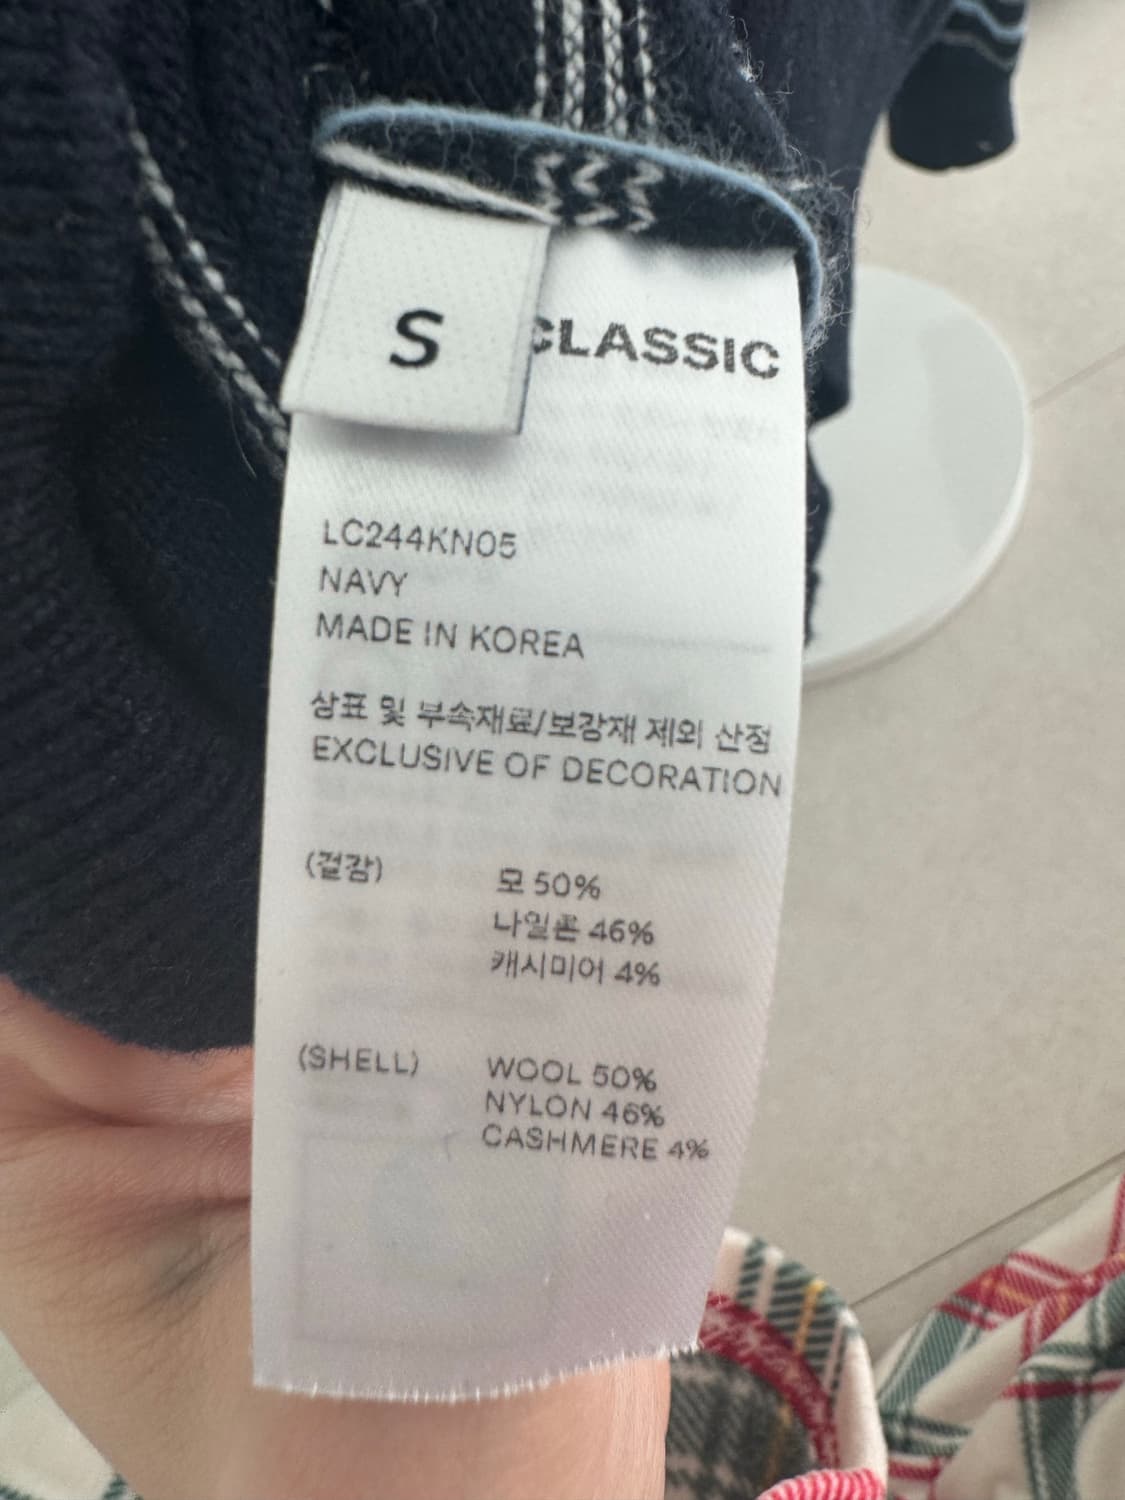 S
CLASSIC
LC244KN05
NAVY
MADE IN KOREA
상표 및 부속재료/보강재 제외 산정
EXCLUSIVE OF DECORATION
(겉감) 모 50%
나일론 46%
캐시미어 4%
(SHELL) WOOL 50%
NYLON 46%
CASHMERE 4%